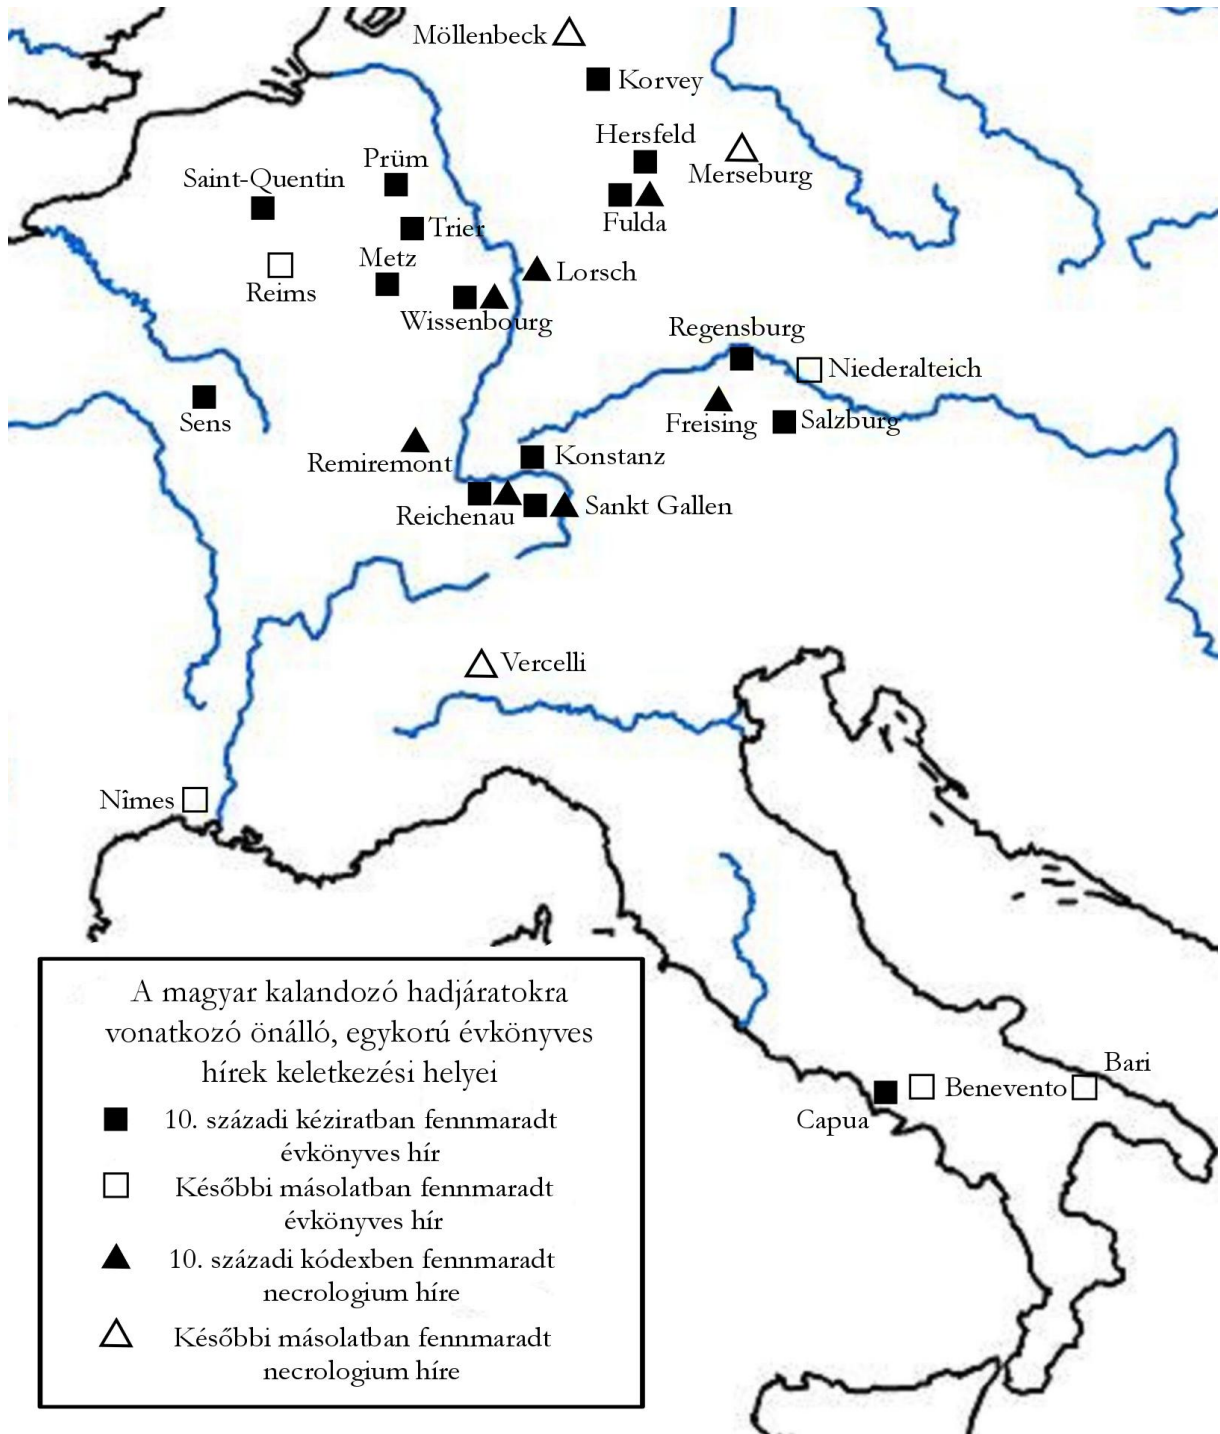 Möllenbeck
Korvey
Hersfeld
Merseburg
Prüm
Saint-Quentin
Fulda
Trier
Metz
Lorsch
Reims
Wissenbourg
Regensburg
Niederalteich
Sens
Freising
Salzburg
Remiremont
Konstanz
Reichenau
Sankt Gallen
Vercelli
Nîmes
Bari
Benevento
Capua
A magyar kalandozó hadjáratokra
vonatkozó önálló, egykorú évkönyves
hírek keletkezési helyei
10. századi kéziratban fennmaradt
évkönyves hír
Későbbi másolatban fennmaradt
évkönyves hír
10. századi kódexben fennmaradt
necrologium híre
Későbbi másolatban fennmaradt
necrologium híre